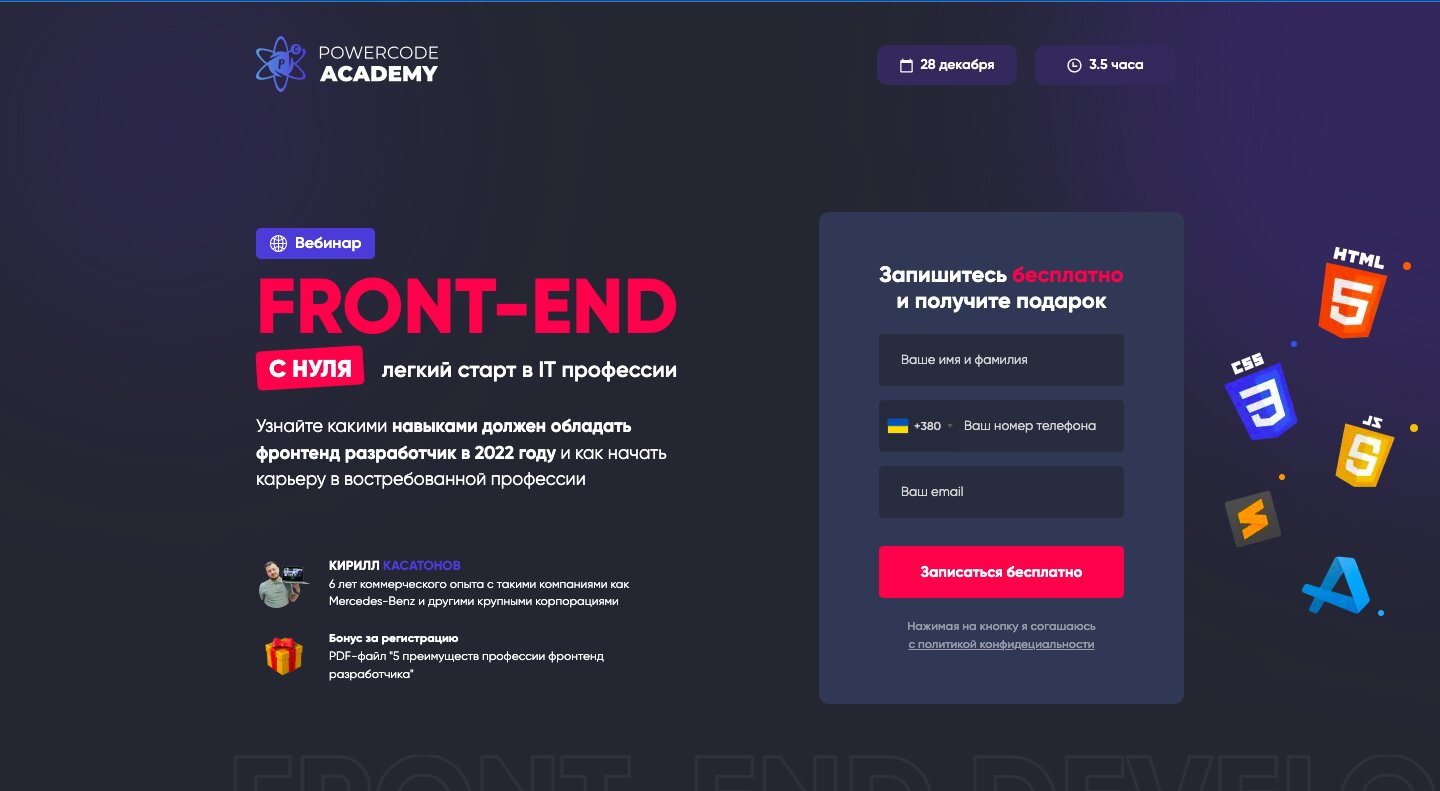 POWERCODE
ACADEMY
28 декабря
3.5 часа
Вебинар
FRONT-END
С НУЛЯ легкий старт в IT профессии
Узнайте какими навыками должен обладать
фронтенд разработчик в 2022 году и как начать
карьеру в востребованной профессии
КИРИЛЛ КАСАТОНОВ
6 лет коммерческого опыта с такими компаниями как
Mercedes-Benz и другими крупными корпорациями
Бонус за регистрацию
PDF-файл "5 преимуществ профессии фронтенд
разработчика"
Запишитесь бесплатно
и получите подарок
Ваше имя и фамилия
+380 Ваш номер телефона
Ваш email
Записаться бесплатно
Нажимая на кнопку я согашаюсь
с политикой конфидециальности
HTML
5
CSS
3
JS
FRONT-END DEVELO